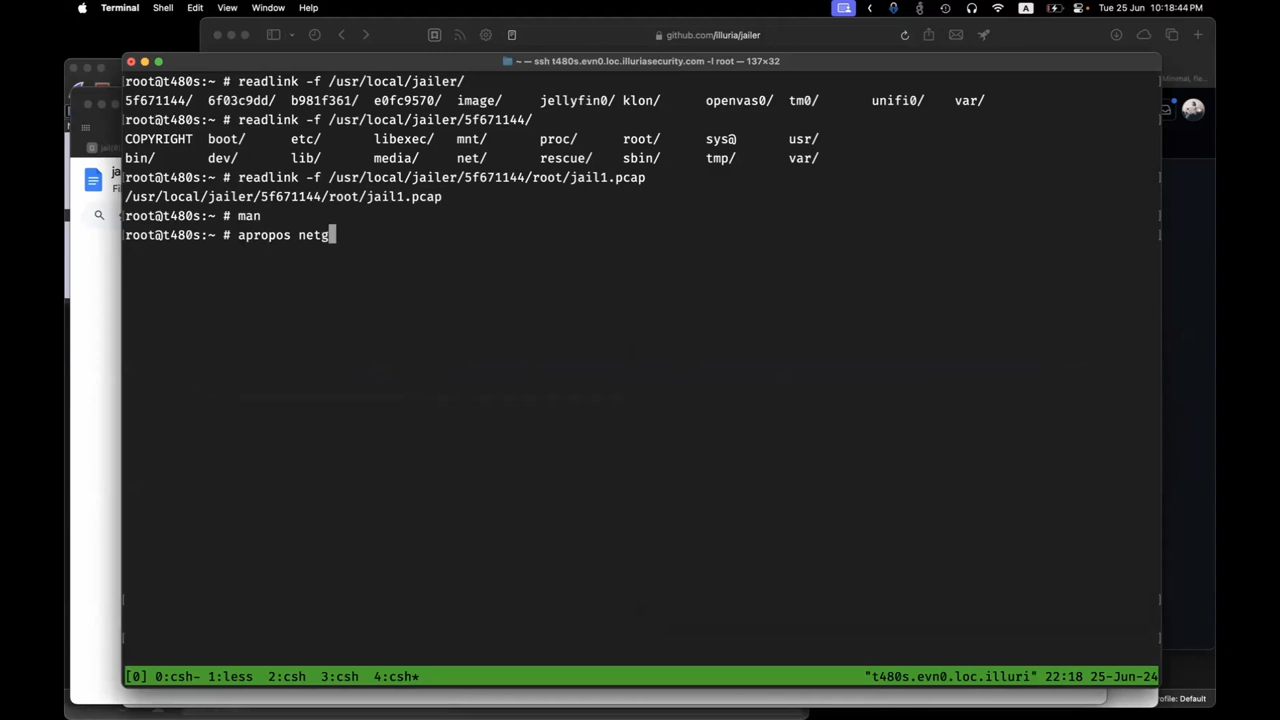 Terminal Shell Edit View Window Help
A
Tue 25 Jun 10:18:44 PM
github.com/illuria/jailer
~ — ssh t480s.evn0.loc.illuriasecurity.com -l root — 137×32
root@t480s:~ # readlink -f /usr/local/jailer/
5f671144/ 6f03c9dd/ b981f361/ e0fc9570/ image/ jellyfin0/ klon/ openvas0/ tm0/ unifi0/ var/
root@t480s:~ # readlink -f /usr/local/jailer/5f671144/
COPYRIGHT boot/ etc/ libexec/ mnt/ proc/ root/ sys@ usr/
bin/ dev/ lib/ media/ net/ rescue/ sbin/ tmp/ var/
root@t480s:~ # readlink -f /usr/local/jailer/5f671144/root/jail1.pcap
/usr/local/jailer/5f671144/root/jail1.pcap
root@t480s:~ # man
root@t480s:~ # apropos netg
[0] 0:csh- 1:less 2:csh 3:csh 4:csh* "t480s.evn0.loc.illuri" 22:18 25-Jun-24
Profile: Default